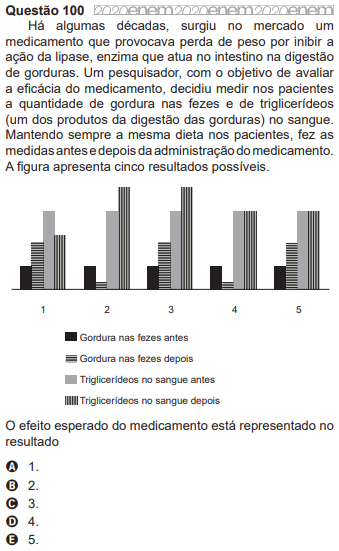 Questão 100 2020enem2020enem2020enem
Há algumas décadas, surgiu no mercado um
medicamento que provocava perda de peso por inibir a
ação da lipase, enzima que atua no intestino na digestão
de gorduras. Um pesquisador, com o objetivo de avaliar
a eficácia do medicamento, decidiu medir nos pacientes
a quantidade de gordura nas fezes e de triglicerídeos
(um dos produtos da digestão das gorduras) no sangue.
Mantendo sempre a mesma dieta nos pacientes, fez as
medidas antes e depois da administração do medicamento.
A figura apresenta cinco resultados possíveis.
1 2 3 4 5
Gordura nas fezes antes
Gordura nas fezes depois
Triglicerídeos no sangue antes
Triglicerídeos no sangue depois
O efeito esperado do medicamento está representado no
resultado
A 1.
B 2.
C 3.
D 4.
E 5.